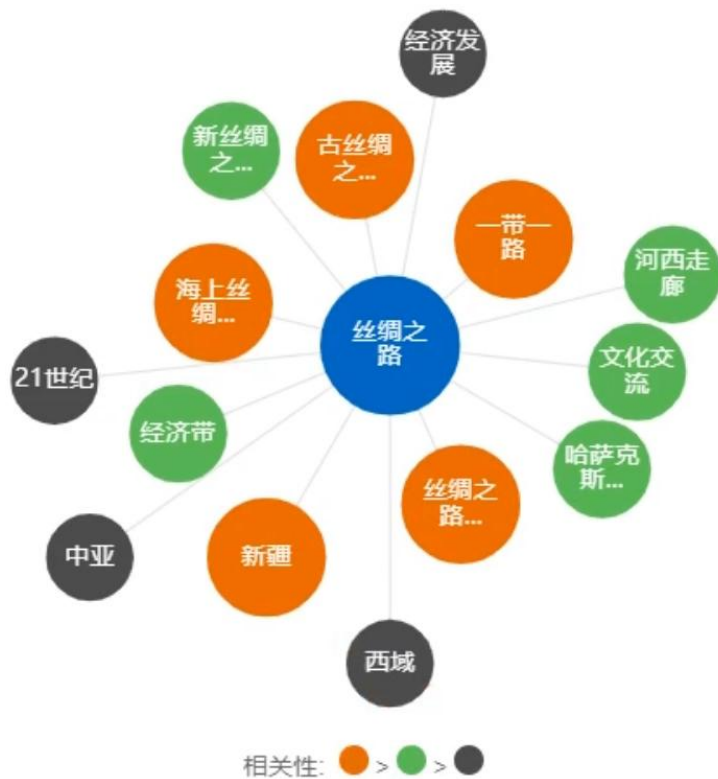 经济发
展
新丝绸
之...
古丝绸
之...
一带一
路
河西走
廊
海上丝
绸...
丝绸之
路
文化交
流
21世纪
经济带
哈萨克
斯...
丝绸之
路...
中亚
新疆
西域
相关性: > >